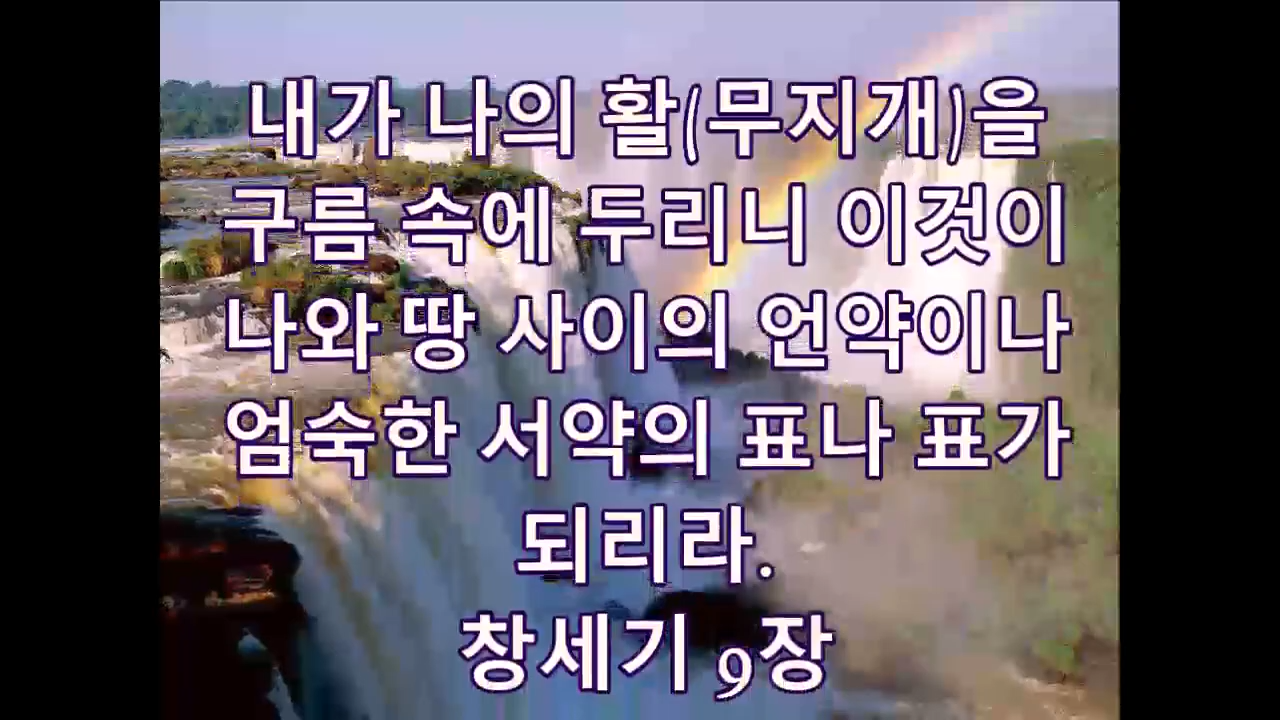 내가 나의 활(무지개)을
구름 속에 두리니 이것이
나와 땅 사이의 언약이나
엄숙한 서약의 표나 표가
되리라.
창세기 9장